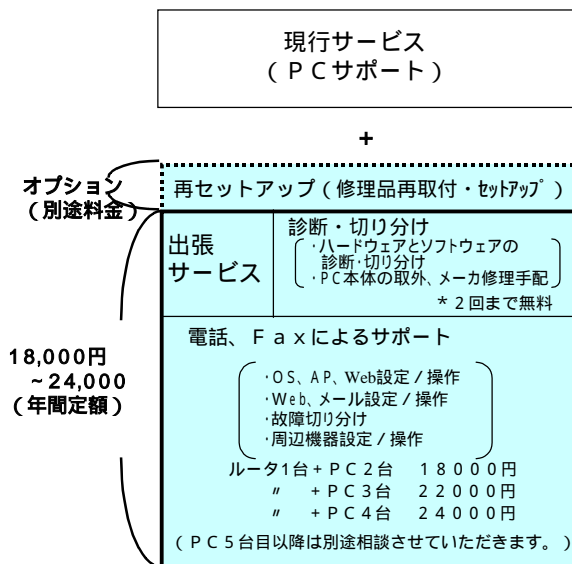 現行サービス
（ＰＣサポート）
+
オプション
（別途料金）
再セットアップ（修理品再取付・ｾｯﾄｱｯﾌﾟ）
出張
サービス
診断・切り分け
・ハードウェアとソフトウェアの
診断・切り分け
・PC本体の取外、メーカ修理手配
＊２回まで無料
18,000円
~24,000
（年間定額）
電話、Ｆａｘによるサポート
・OS、AP、Web設定／操作
・Web、メール設定／操作
・故障切り分け
・周辺機器設定／操作
ルータ1台＋ＰＣ２台　１８０００円
〃　＋ＰＣ３台　２２０００円
〃　＋ＰＣ４台　２４０００円
（ＰＣ５台目以降は別途相談させていただきます。）